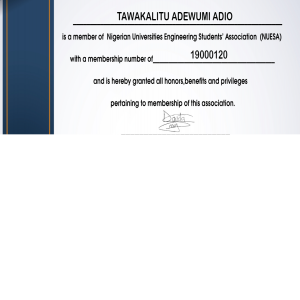 TAWAKALITU ADEWUMI ADIO
is a member of Nigerian Universities Engineering Students' Association (NUESA)
with a membership number of 19000120
and is hereby granted all honors,benefits and privileges
pertaining to membership of this association.